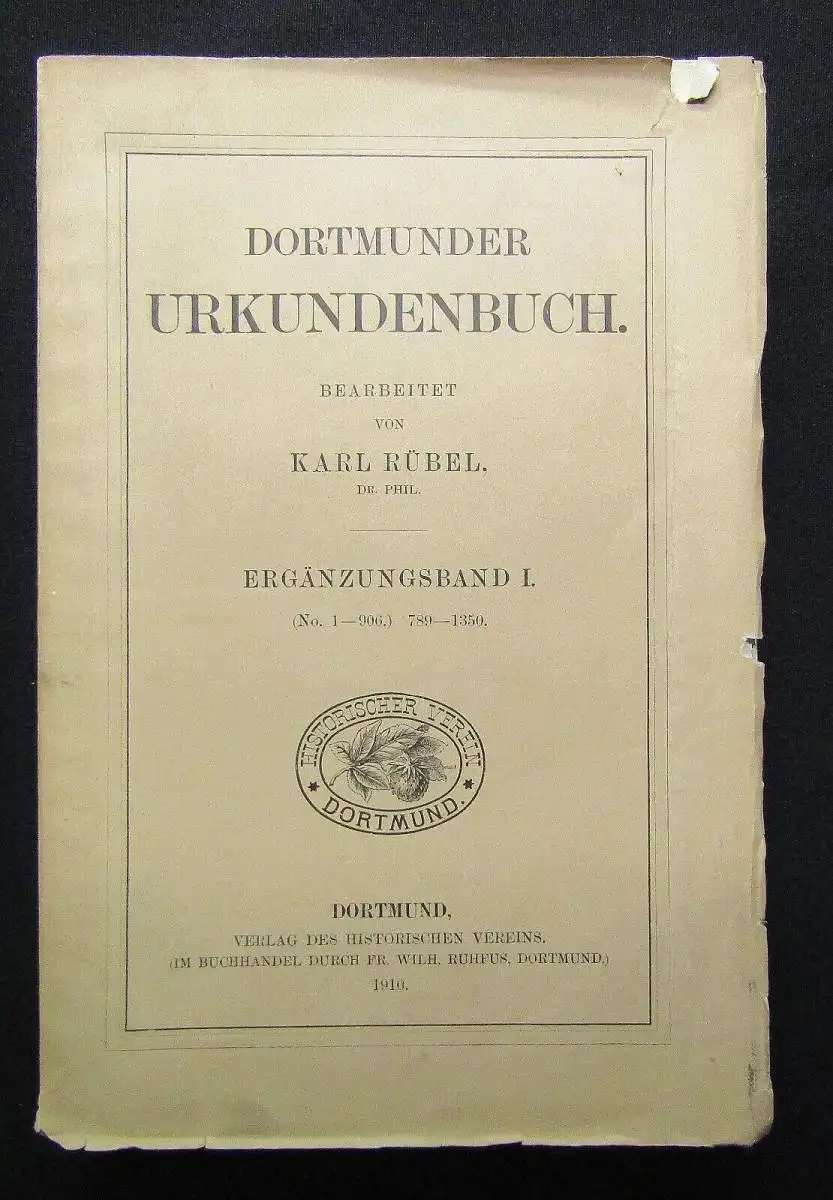 DORTMUNDER
URKUNDENBUCH.
BEARBEITET
VON
KARL RÜBEL,
DR. PHIL.
ERGÄNZUNGSBAND I.
(No. 1—906.) 789—1350.
HISTORISCHER VEREIN
* DORTMUND. *
DORTMUND,
VERLAG DES HISTORISCHEN VEREINS.
(IM BUCHHANDEL DURCH FR. WILH. RUHFUS, DORTMUND.)
1910.